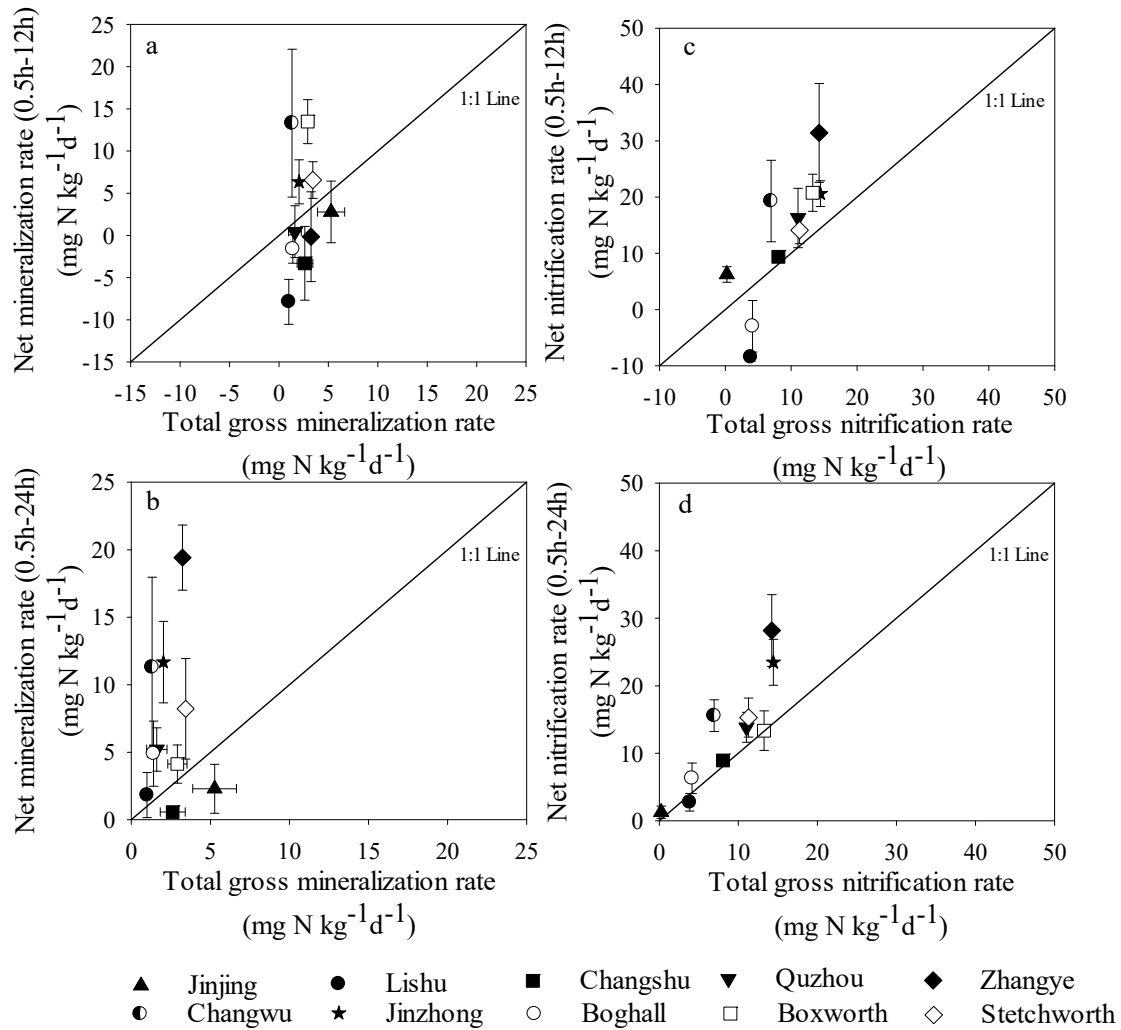 a
Net mineralization rate (0.5h-12h)
(mg N kg-1d-1)
25
20
15
10
5
0
-5
-10
-15
1:1 Line
-15 -10 -5 0 5 10 15 20 25
Total gross mineralization rate
(mg N kg-1d-1)
c
Net nitrification rate (0.5h-12h)
(mg N kg-1d-1)
50
40
30
20
10
0
-10
1:1 Line
-10 0 10 20 30 40 50
Total gross nitrification rate
(mg N kg-1d-1)
b
Net mineralization rate (0.5h-24h)
(mg N kg-1d-1)
25
20
15
10
5
0
1:1 Line
0 5 10 15 20 25
Total gross mineralization rate
(mg N kg-1d-1)
d
Net nitrification rate (0.5h-24h)
(mg N kg-1d-1)
50
40
30
20
10
0
1:1 Line
0 10 20 30 40 50
Total gross nitrification rate
(mg N kg-1d-1)
Jinjing Lishu Changshu Quzhou Zhangye
Changwu Jinzhong Boghall Boxworth Stetchworth